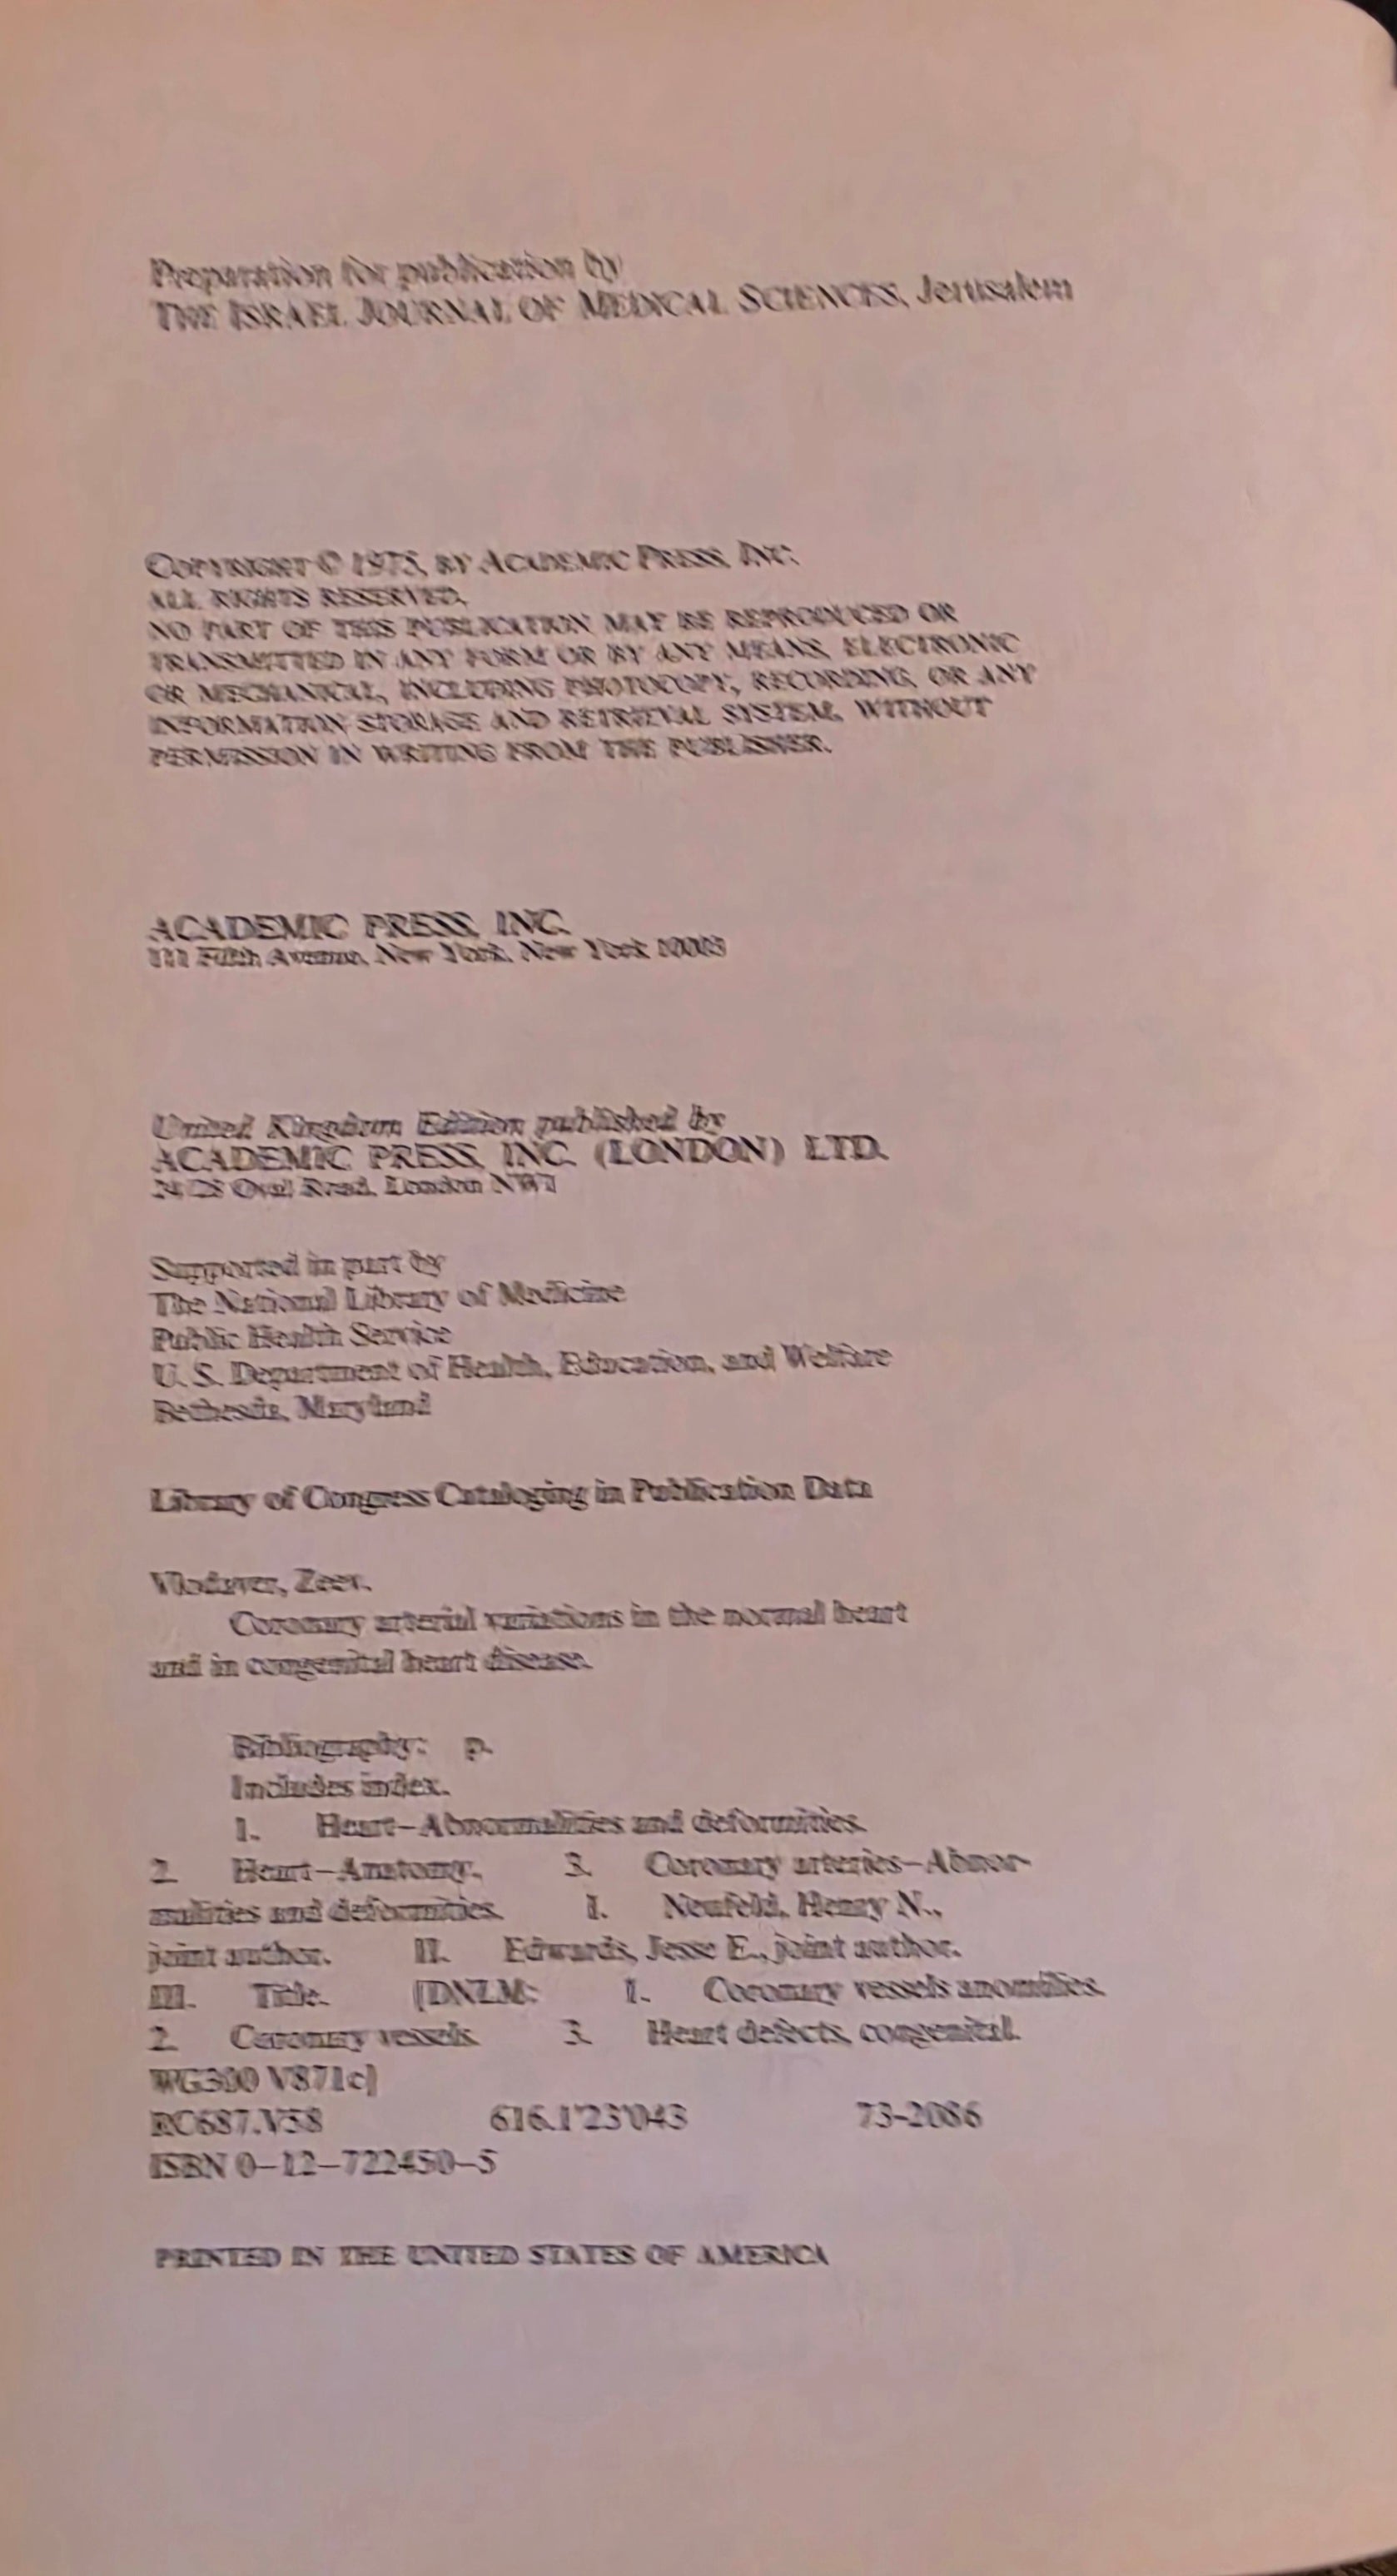 Preparation for publication by
THE ISRAEL JOURNAL OF MEDICAL SCIENCES, Jerusalem
COPYRIGHT © 1975, BY ACADEMIC PRESS, INC.
ALL RIGHTS RESERVED.
NO PART OF THIS PUBLICATION MAY BE REPRODUCED OR
TRANSMITTED IN ANY FORM OR BY ANY MEANS, ELECTRONIC
OR MECHANICAL, INCLUDING PHOTOCOPY, RECORDING, OR ANY
INFORMATION STORAGE AND RETRIEVAL SYSTEM, WITHOUT
PERMISSION IN WRITING FROM THE PUBLISHER.
ACADEMIC PRESS, INC.
111 Fifth Avenue, New York, New York 10003
United Kingdom Edition published by
ACADEMIC PRESS, INC. (LONDON) LTD.
24/28 Oval Road, London NW1
Supported in part by
The National Library of Medicine
Public Health Service
U. S. Department of Health, Education, and Welfare
Bethesda, Maryland
Library of Congress Cataloging in Publication Data
Vlodaver, Zeev.
Coronary arterial variations in the normal heart
and in congenital heart disease.
Bibliography: p.
Includes index.
1. Heart—Abnormalities and deformities.
2. Heart—Anatomy. 3. Coronary arteries—Abnor-
malities and deformities. I. Neufeld, Henry N.,
joint author. II. Edwards, Jesse E., joint author.
III. Title. [DNLM: 1. Coronary vessels anomalies.
2. Coronary vessels. 3. Heart defects, congenital.
WG300 V871c]
RC687.V58 616.1'23'043 73-2086
ISBN 0-12-722450-5
PRINTED IN THE UNITED STATES OF AMERICA